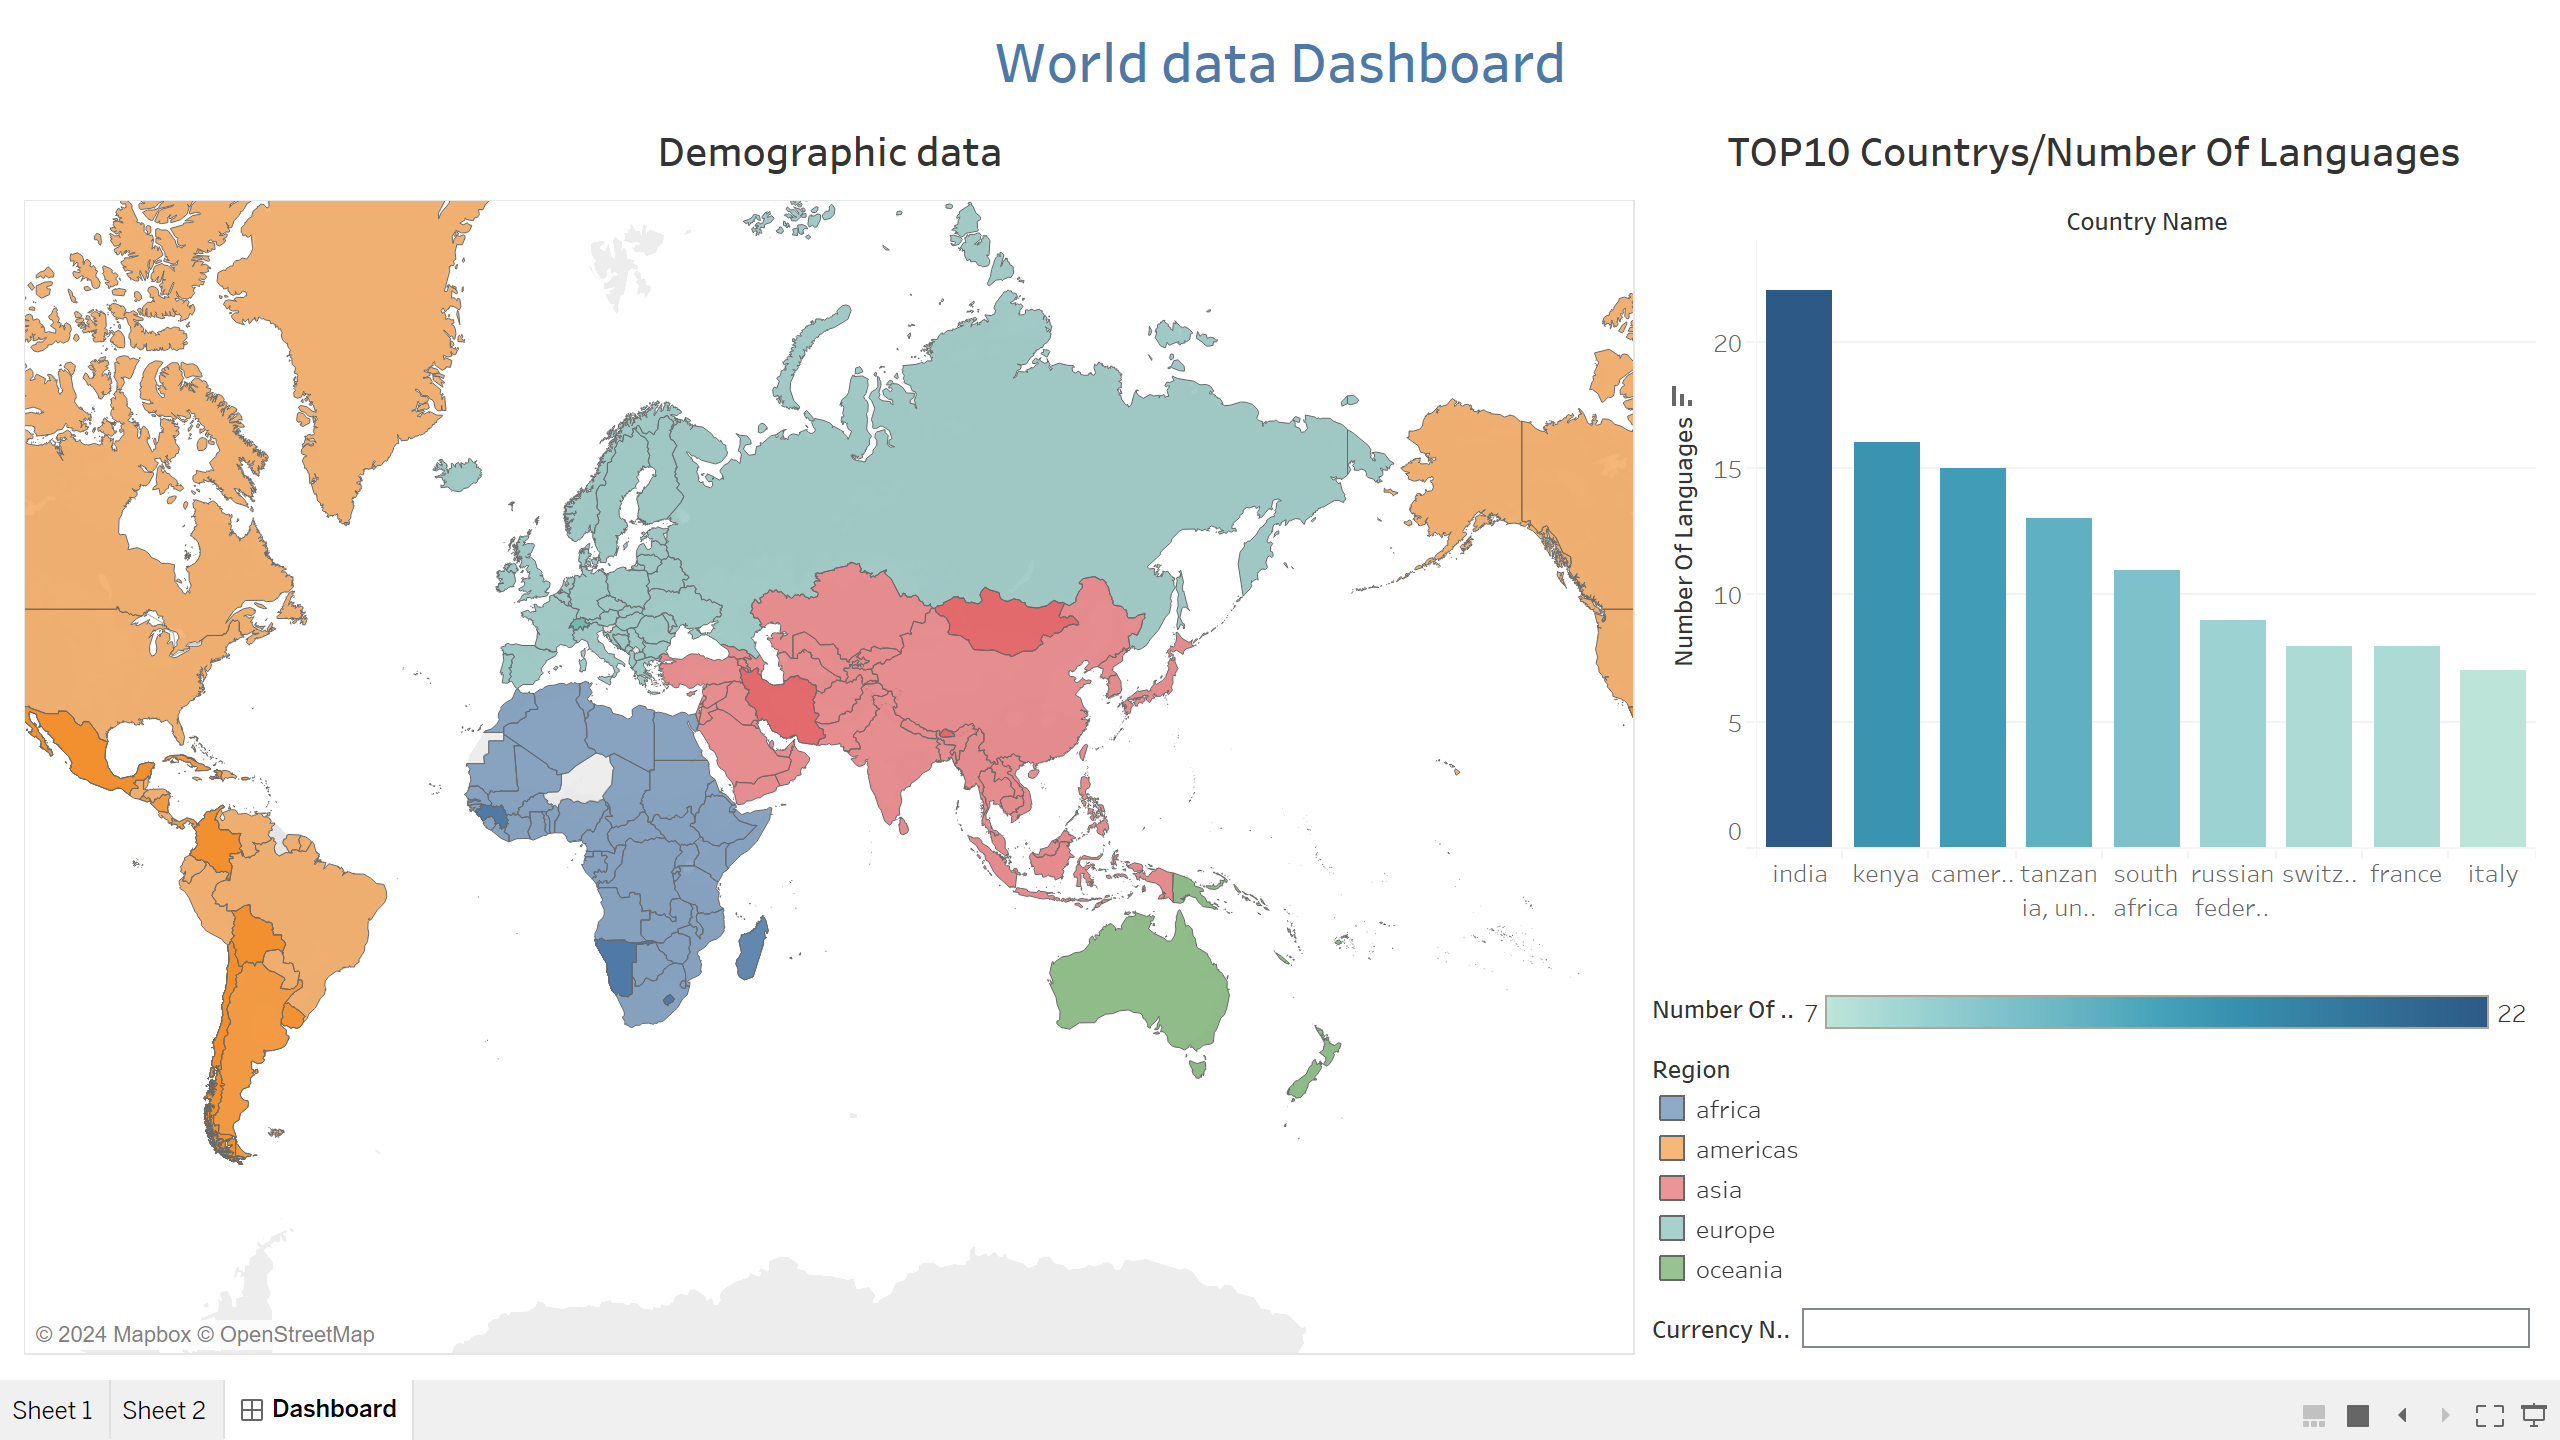 World data Dashboard
Demographic data
TOP10 Countrys/Number Of Languages
Country Name
Number Of Languages
20
15
10
5
0
india kenya camer.. tanzan south russian switz.. france italy
ia, un.. africa feder..
Number Of .. 7 22
Region
africa
americas
asia
europe
oceania
Currency N..
© 2024 Mapbox © OpenStreetMap
Sheet 1 Sheet 2 Dashboard